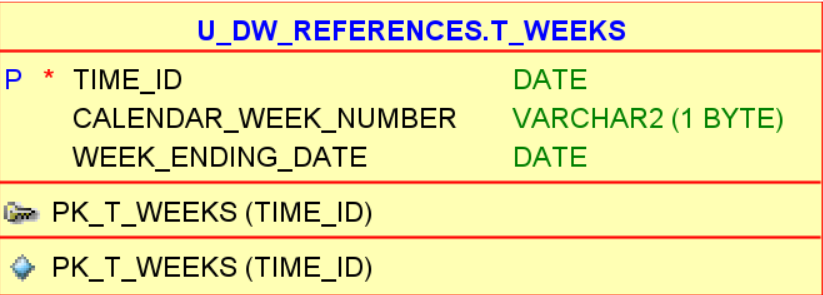 U_DW_REFERENCES.T_WEEKS
P * TIME_ID DATE
CALENDAR_WEEK_NUMBER VARCHAR2 (1 BYTE)
WEEK_ENDING_DATE DATE
PK_T_WEEKS (TIME_ID)
PK_T_WEEKS (TIME_ID)